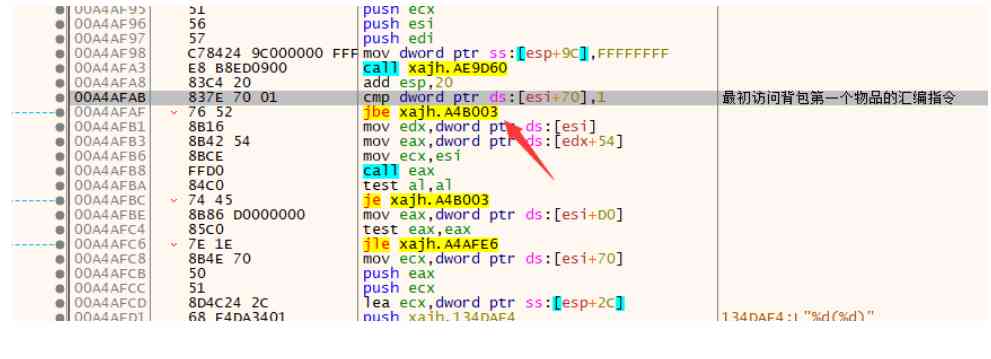 00A4AF95 51 push ecx
00A4AF96 56 push esi
00A4AF97 57 push edi
00A4AF98 C78424 9C000000 FFF mov dword ptr ss:[esp+9C],FFFFFFFF
00A4AFA3 E8 B8ED0900 call xajh.AE9D60
00A4AFA8 83C4 20 add esp,20
00A4AFAB 837E 70 01 cmp dword ptr ds:[esi+70],1 最初访问背包第一个物品的汇编指令
00A4AFAF 76 52 jbe xajh.A4B003
00A4AFB1 8B16 mov edx,dword ptr ds:[esi]
00A4AFB3 8B42 54 mov eax,dword ptr ds:[edx+54]
00A4AFB6 8BCE mov ecx,esi
00A4AFB8 FFD0 call eax
00A4AFBA 84C0 test al,al
00A4AFBC 74 45 je xajh.A4B003
00A4AFBE 8B86 D0000000 mov eax,dword ptr ds:[esi+D0]
00A4AFC4 85C0 test eax,eax
00A4AFC6 7E 1E jle xajh.A4AFE6
00A4AFC8 8B4E 70 mov ecx,dword ptr ds:[esi+70]
00A4AFCB 50 push eax
00A4AFCC 51 push ecx
00A4AFCD 8D4C24 2C lea ecx,dword ptr ss:[esp+2C]
00A4AFD1 68 F4DA3401 push xajh.134DAF4 134DAF4:L"%d(%d)"